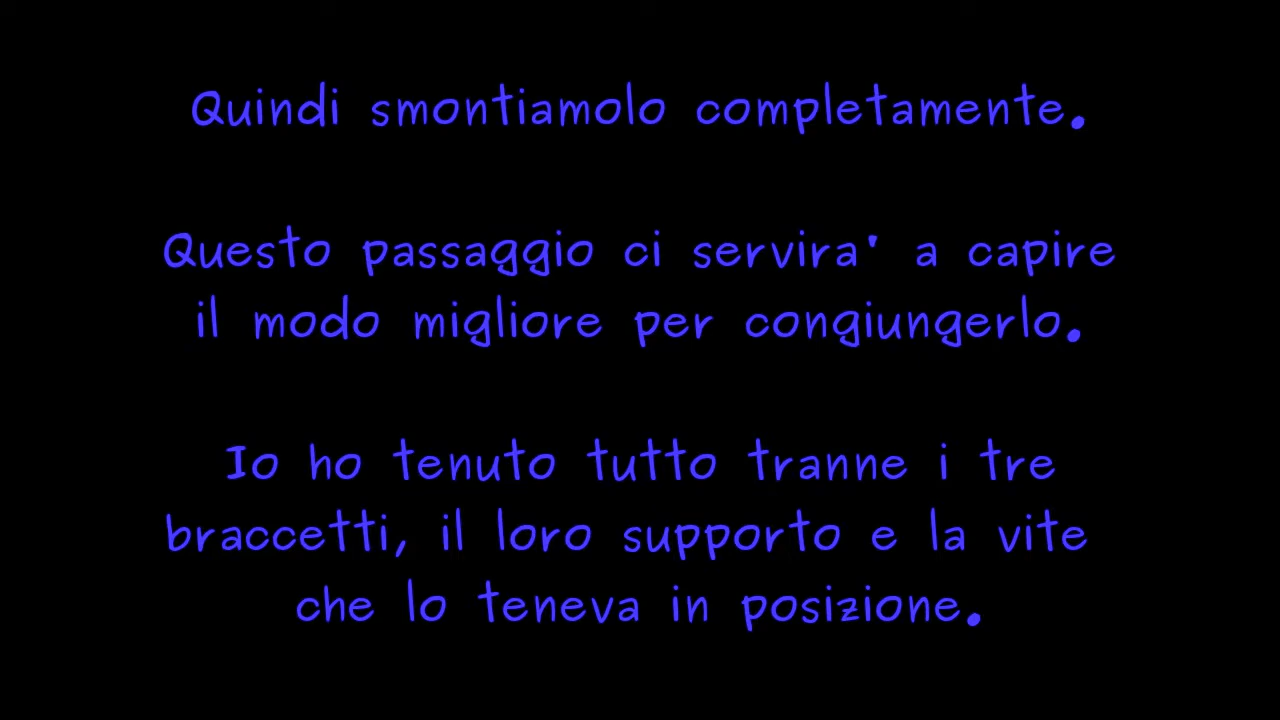 Quindi smontiamolo completamente.
Questo passaggio ci servira' a capire
il modo migliore per congiungerlo.
Io ho tenuto tutto tranne i tre
braccetti, il loro supporto e la vite
che lo teneva in posizione.